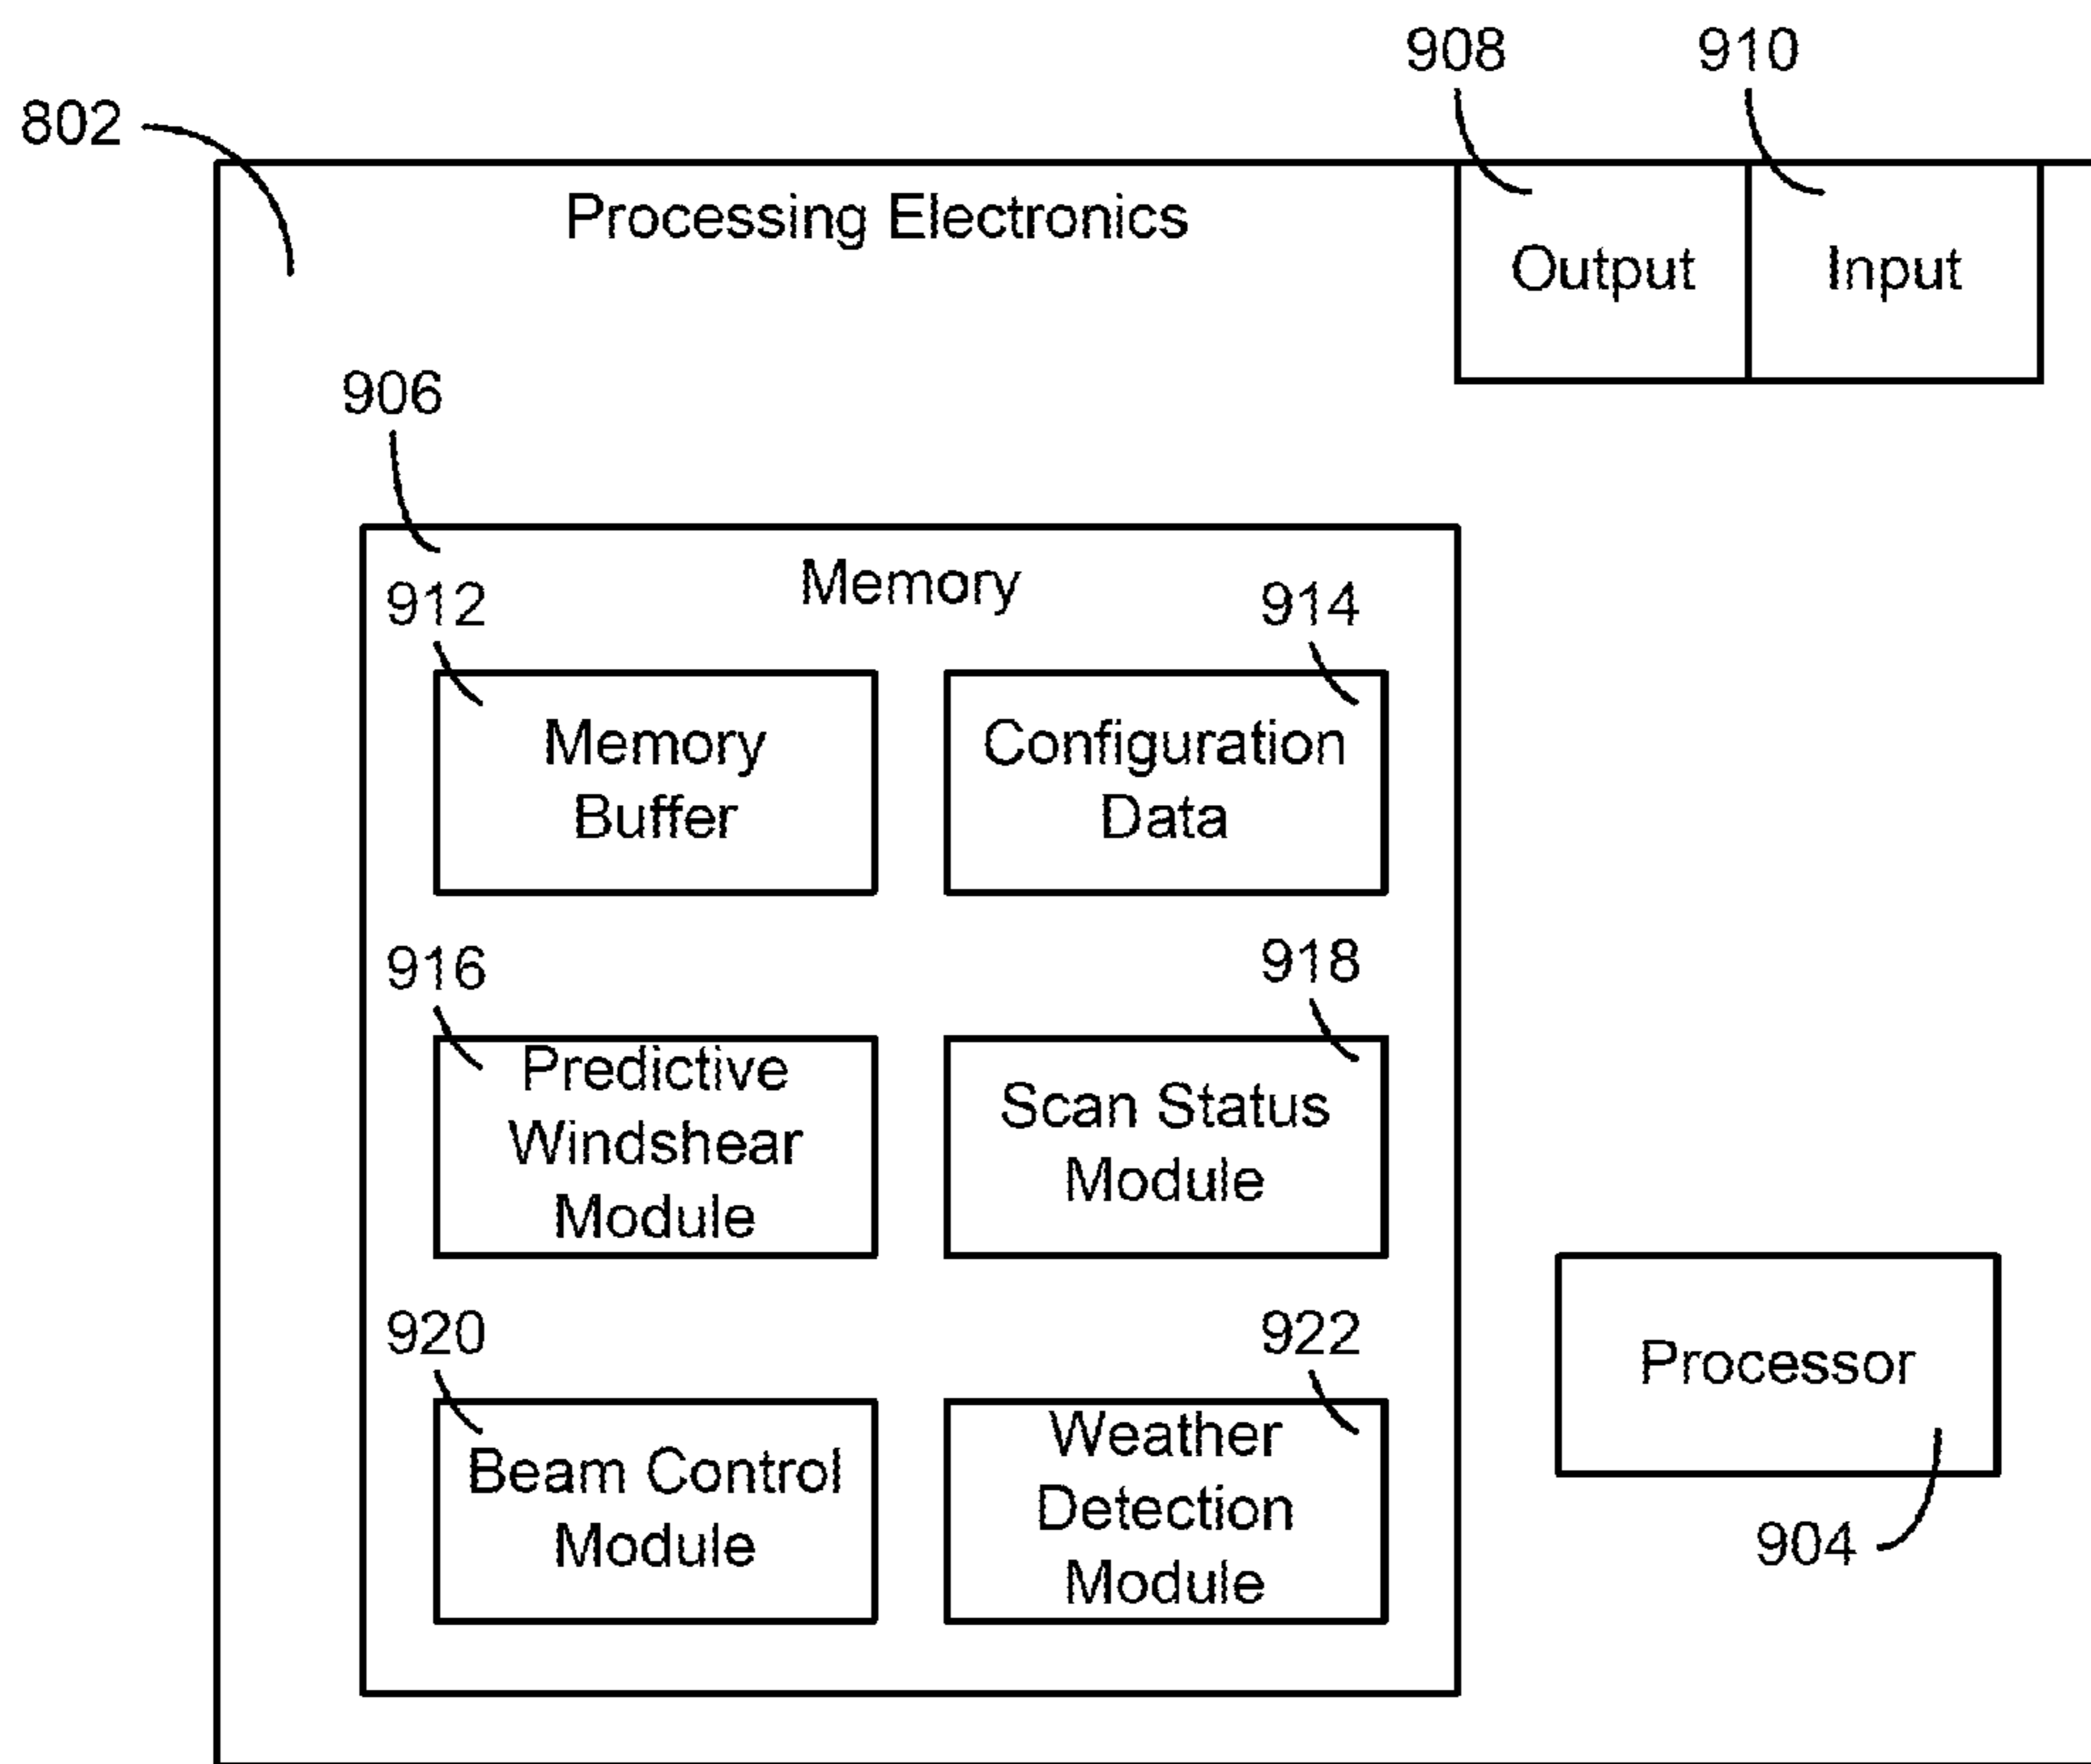 908
910
802
Processing Electronics
Output
Input
906
Memory
912
914
Memory
Buffer
Configuration
Data
916
918
Predictive
Windshear
Module
Scan Status
Module
920
922
Beam Control
Module
Weather
Detection
Module
Processor
904